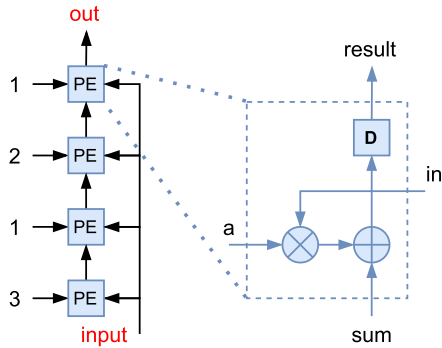 out
1 PE
2 PE
1 PE
3 PE
input
result
D
in
a
sum